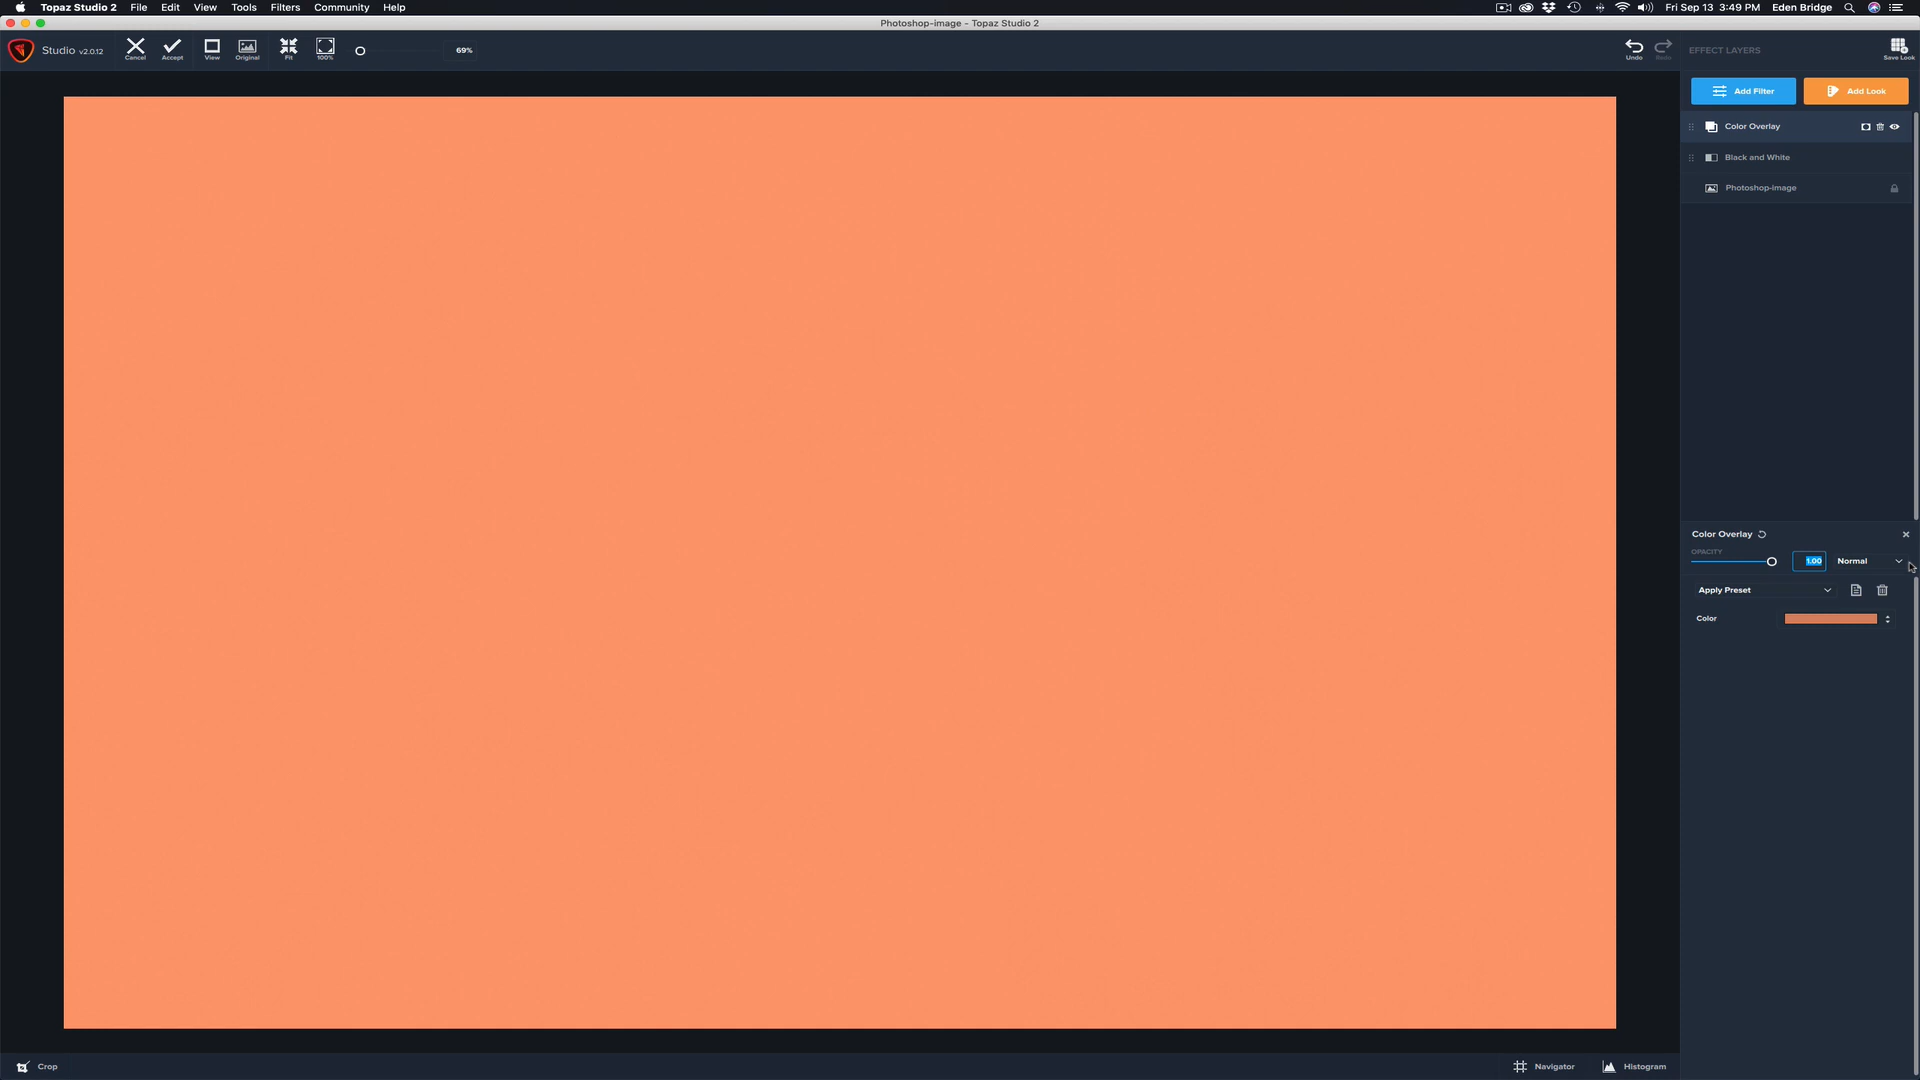 Topaz Studio 2 File Edit View Tools Filters Community Help Fri Sep 13 3:49 PM Eden Bridge
Photoshop-image - Topaz Studio 2
Studio v2.0.12 Cancel Accept View Original Fit 100% 69% Undo Redo EFFECT LAYERS Save Look
Add Filter Add Look
Color Overlay
Black and White
Photoshop-image
Color Overlay
OPACITY
1.00 Normal
Apply Preset
Color
Crop Navigator Histogram